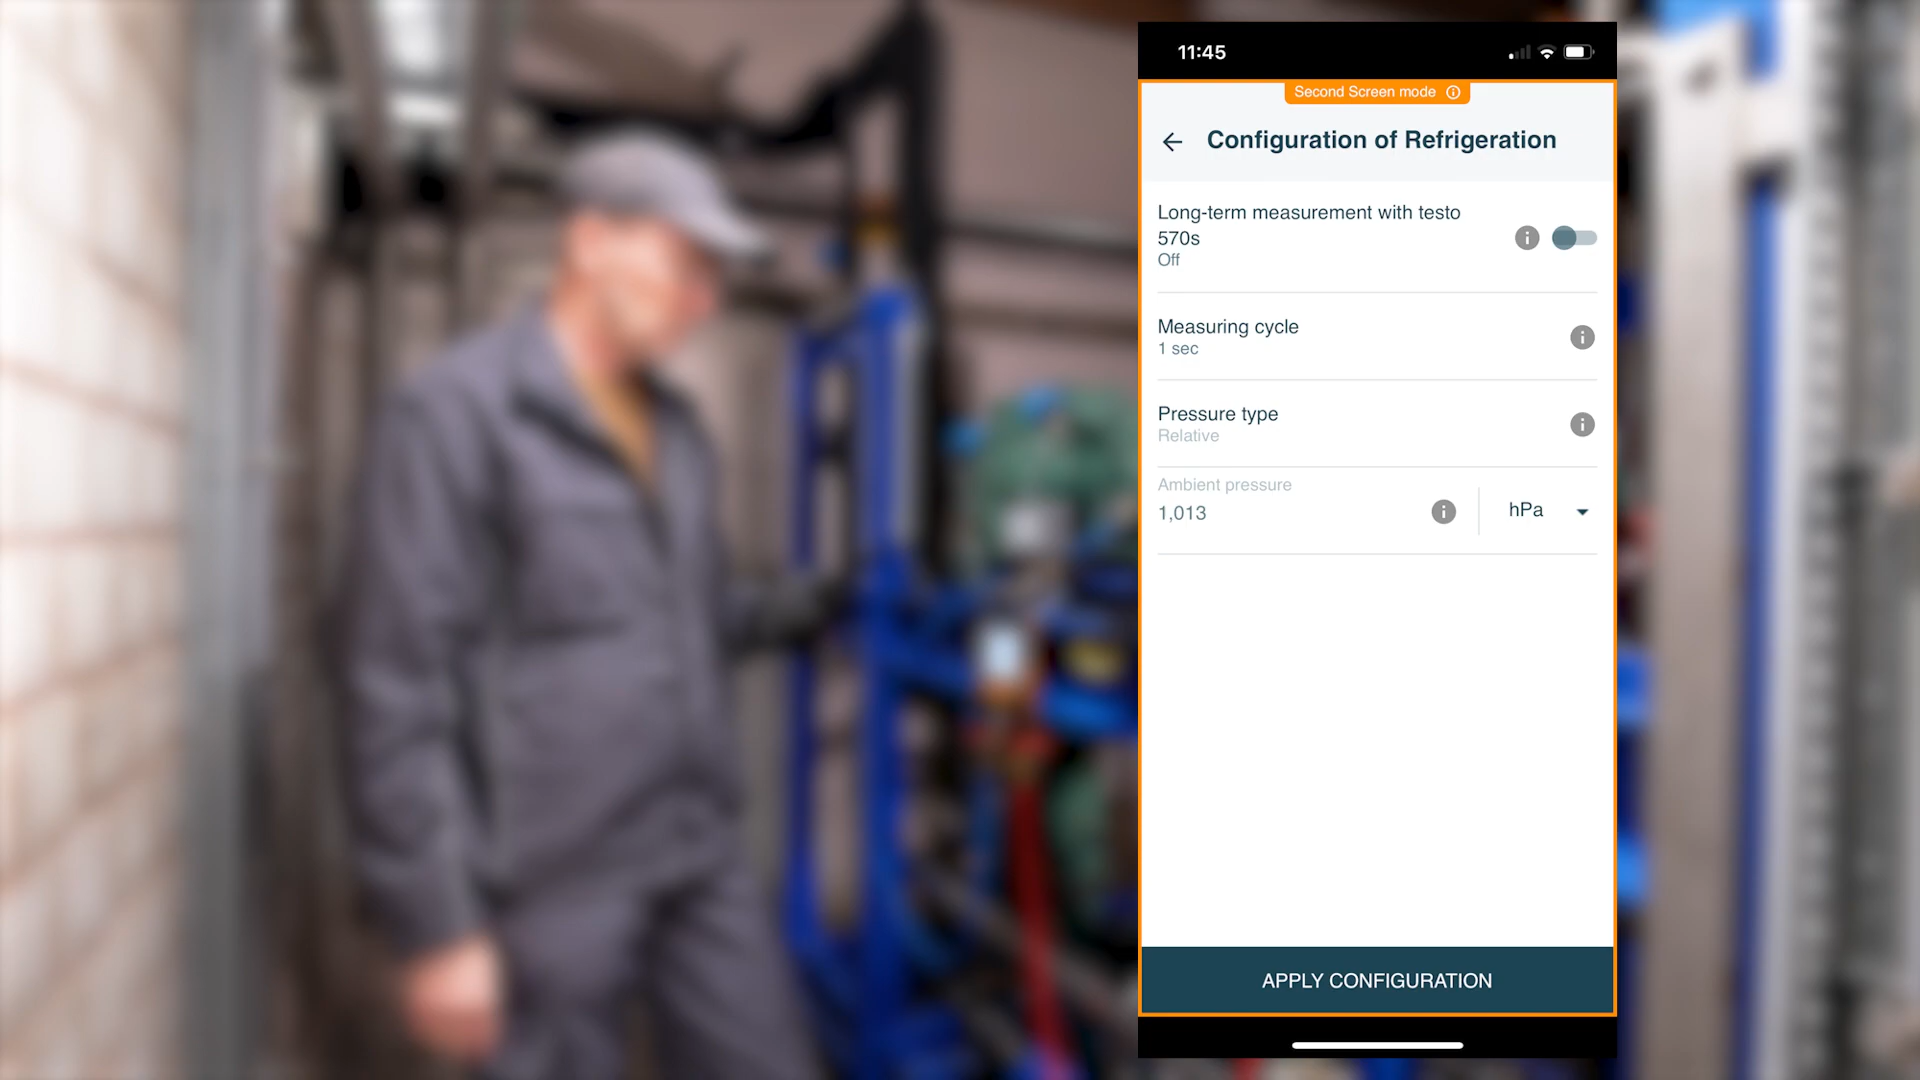 11:45
Second Screen mode
Configuration of Refrigeration
Long-term measurement with testo
570s
Off
Measuring cycle
1 sec
Pressure type
Relative
Ambient pressure
1,013
hPa
APPLY CONFIGURATION